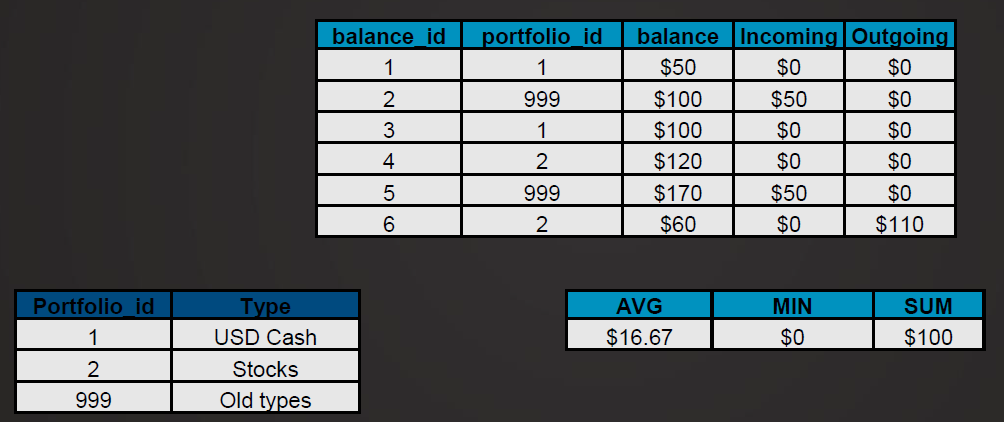 balance_id portfolio_id balance Incoming Outgoing
1 1 $50 $0 $0
2 999 $100 $50 $0
3 1 $100 $0 $0
4 2 $120 $0 $0
5 999 $170 $50 $0
6 2 $60 $0 $110
Portfolio_id Type
1 USD Cash
2 Stocks
999 Old types
AVG MIN SUM
$16.67 $0 $100